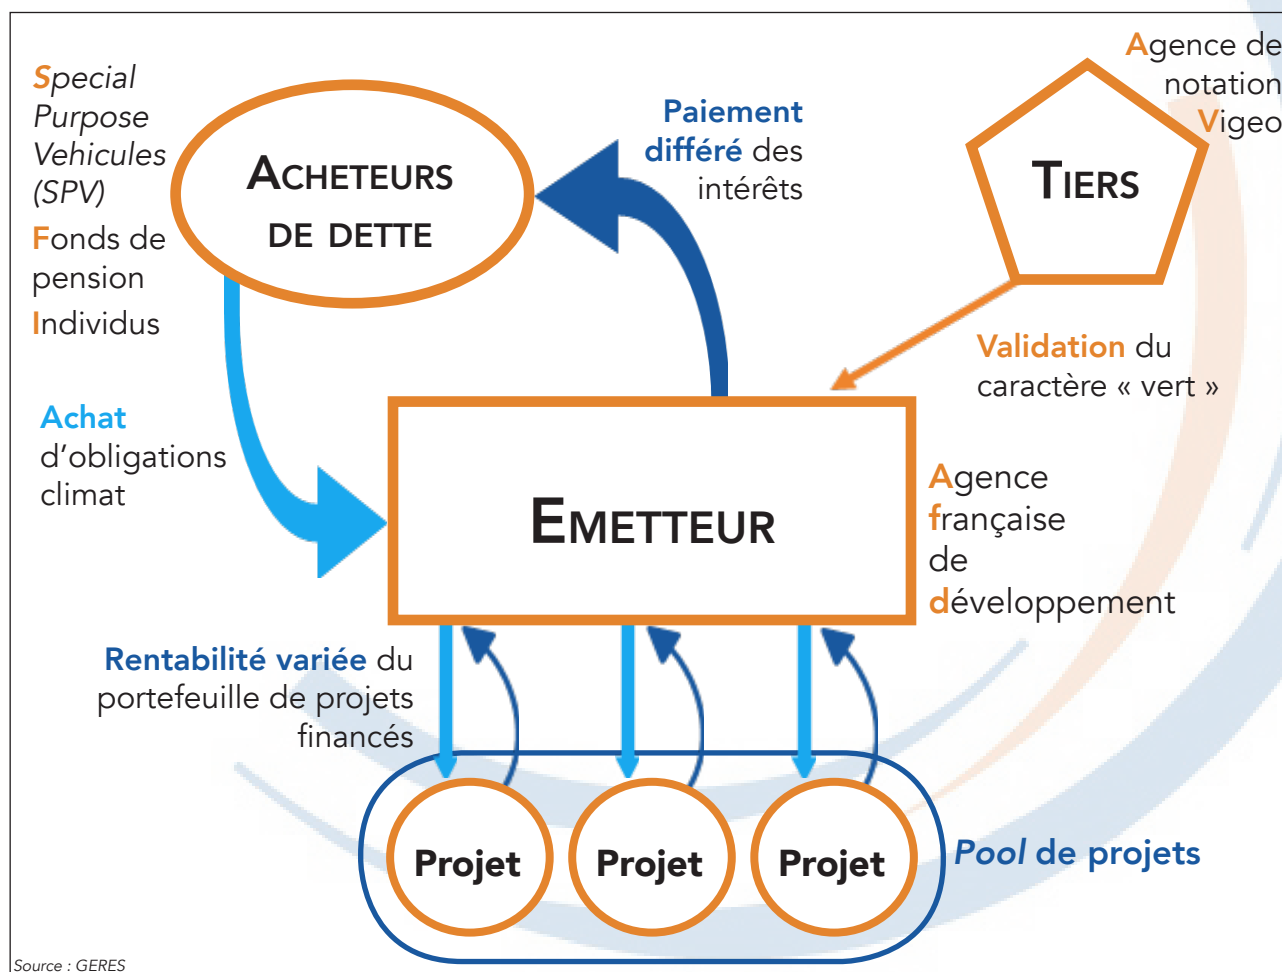 Special
Purpose
Vehicules
(SPV)
Fonds de
pension
Individus
ACHETEURS
DE DETTE
Paiement
différé des
intérêts
Agence de
notation
Vigeo
TIERS
Validation du
caractère « vert »
Achat
d'obligations
climat
EMETTEUR
Agence
française
de
développement
Rentabilité variée du
portefeuille de projets
financés
Projet
Projet
Projet
Pool de projets
Source : GERES